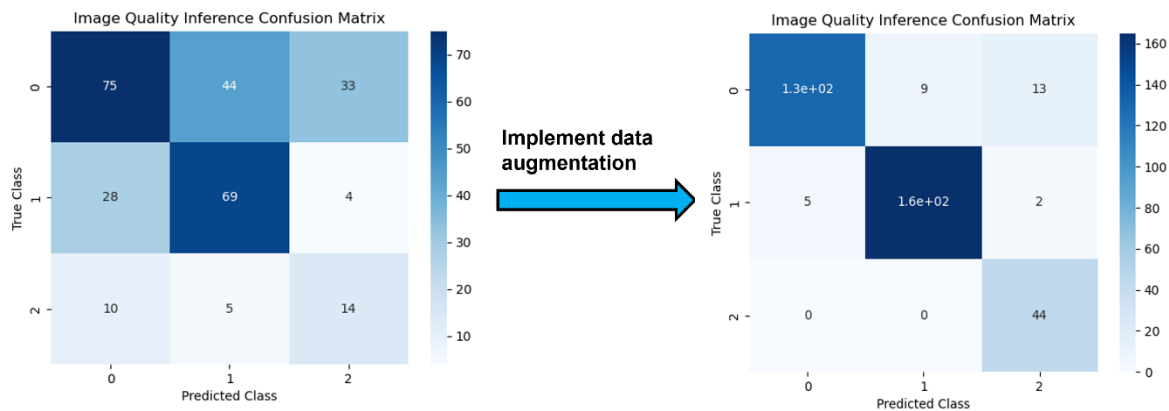 Image Quality Inference Confusion Matrix
True Class
0
75 44 33
1
28 69 4
2
10 5 14
0 1 2
Predicted Class
70
60
50
40
30
20
10
Implement data
augmentation
Image Quality Inference Confusion Matrix
True Class
0
1.3e+02 9 13
1
5 1.6e+02 2
2
0 0 44
0 1 2
Predicted Class
160
140
120
100
80
60
40
20
0